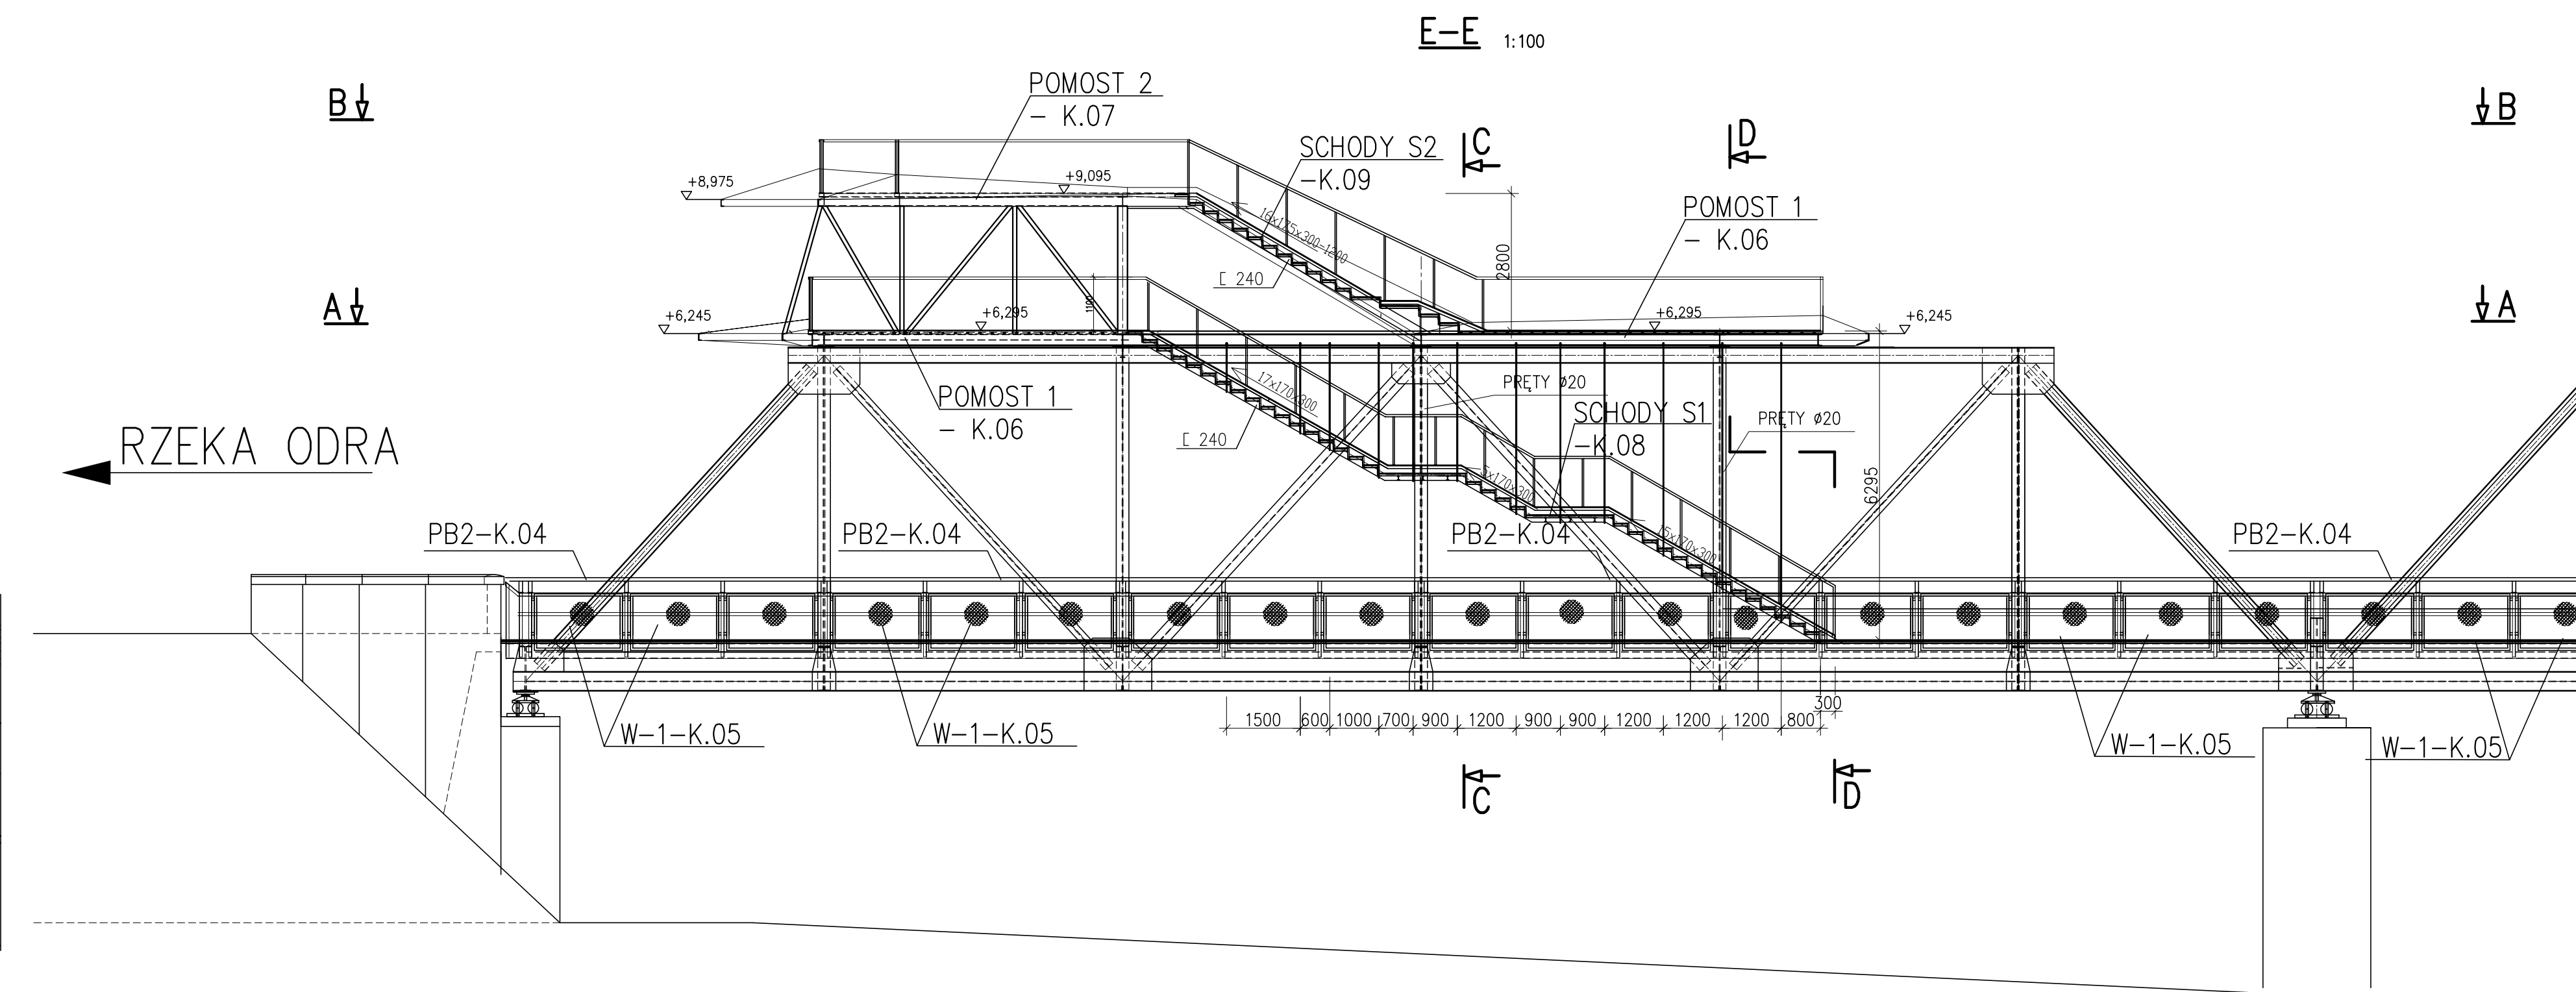 E-E 1:100
B
POMOST 2
- K.07
C
D
B
SCHODY S2
-K.09
+8,975
+9,095
16x175x300-1200
2800
POMOST 1
- K.06
[ 240
A
+6,245
+6,295
1100
+6,295
+6,245
A
POMOST 1
- K.06
17x170x300
[ 240
PRĘTY ø20
SCHODY S1
-K.08
PRĘTY ø20
RZEKA ODRA
6295
5x170x300
15x170x300
PB2-K.04
PB2-K.04
PB2-K.04
PB2-K.04
300
1500 600 1000 700 900 1200 900 900 1200 1200 1200 800
W-1-K.05
W-1-K.05
W-1-K.05
W-1-K.05
C
D